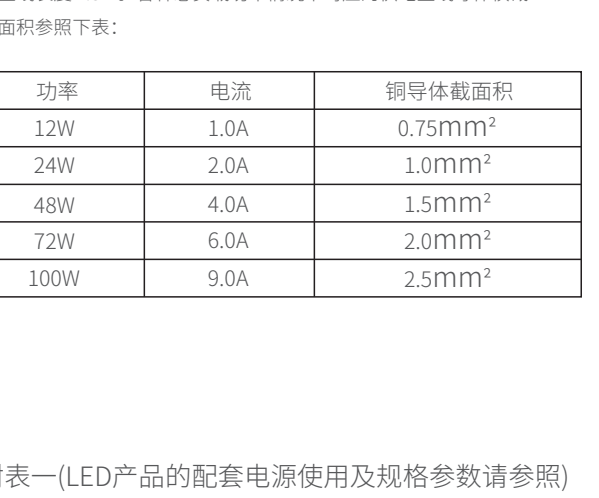 面积参照下表：
功率 电流 铜导体截面积
12W 1.0A 0.75mm²
24W 2.0A 1.0mm²
48W 4.0A 1.5mm²
72W 6.0A 2.0mm²
100W 9.0A 2.5mm²
表一(LED产品的配套电源使用及规格参数请参照)